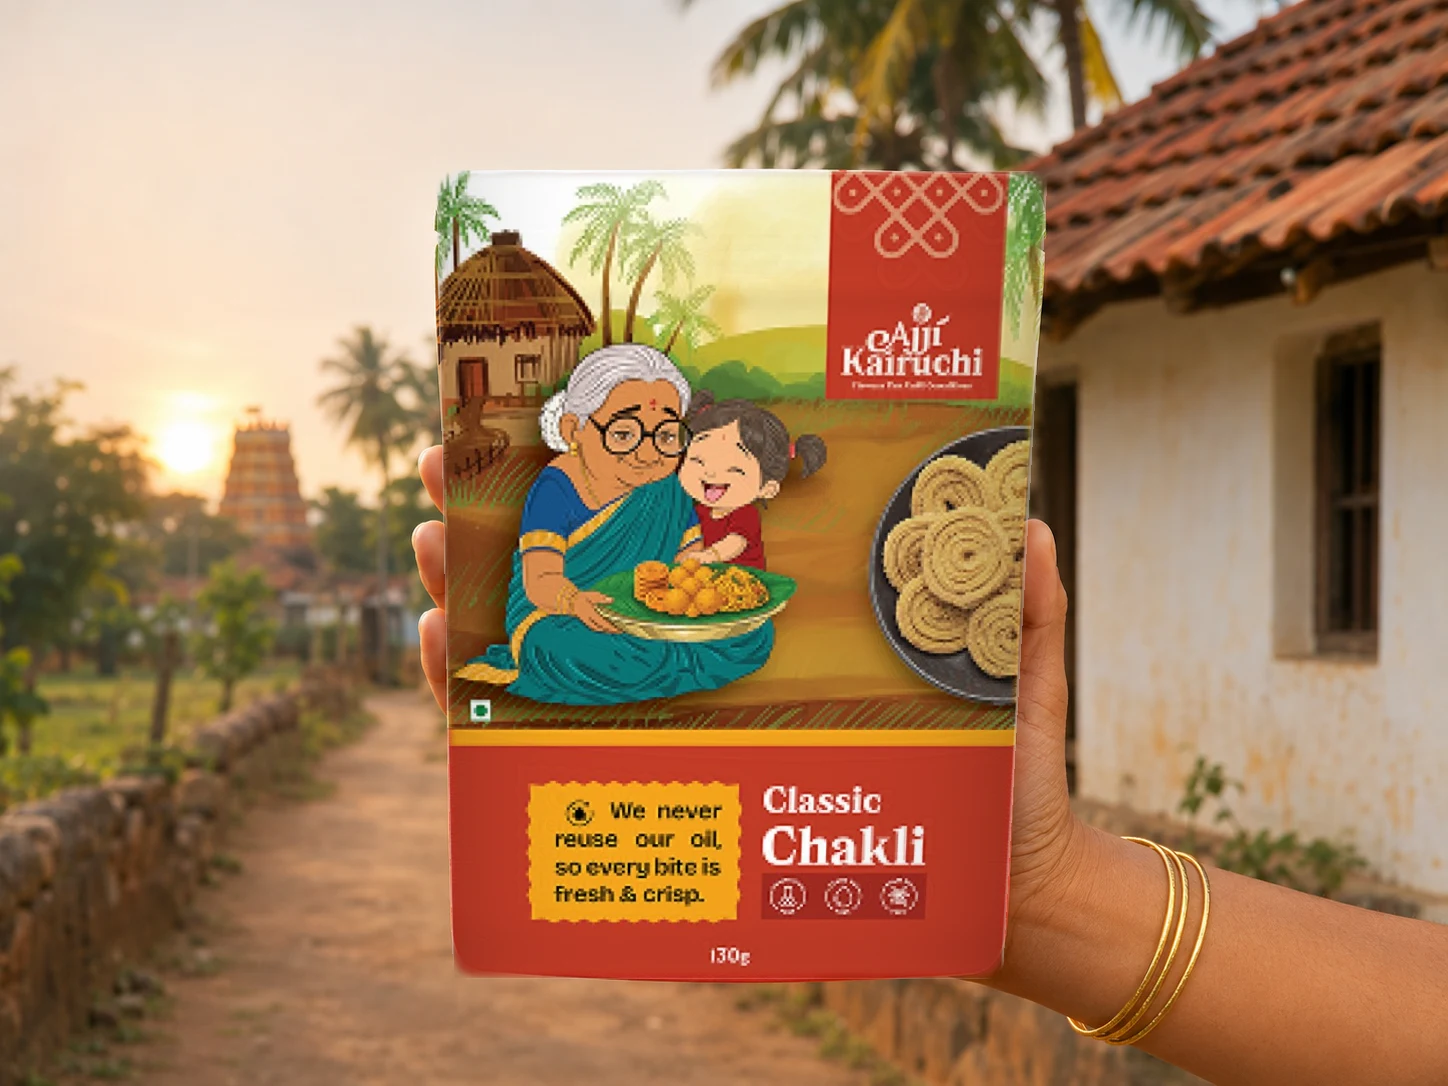 Ajji
Kairuchi
We never
reuse our oil,
so every bite is
fresh & crisp.
Classic
Chakli
130g